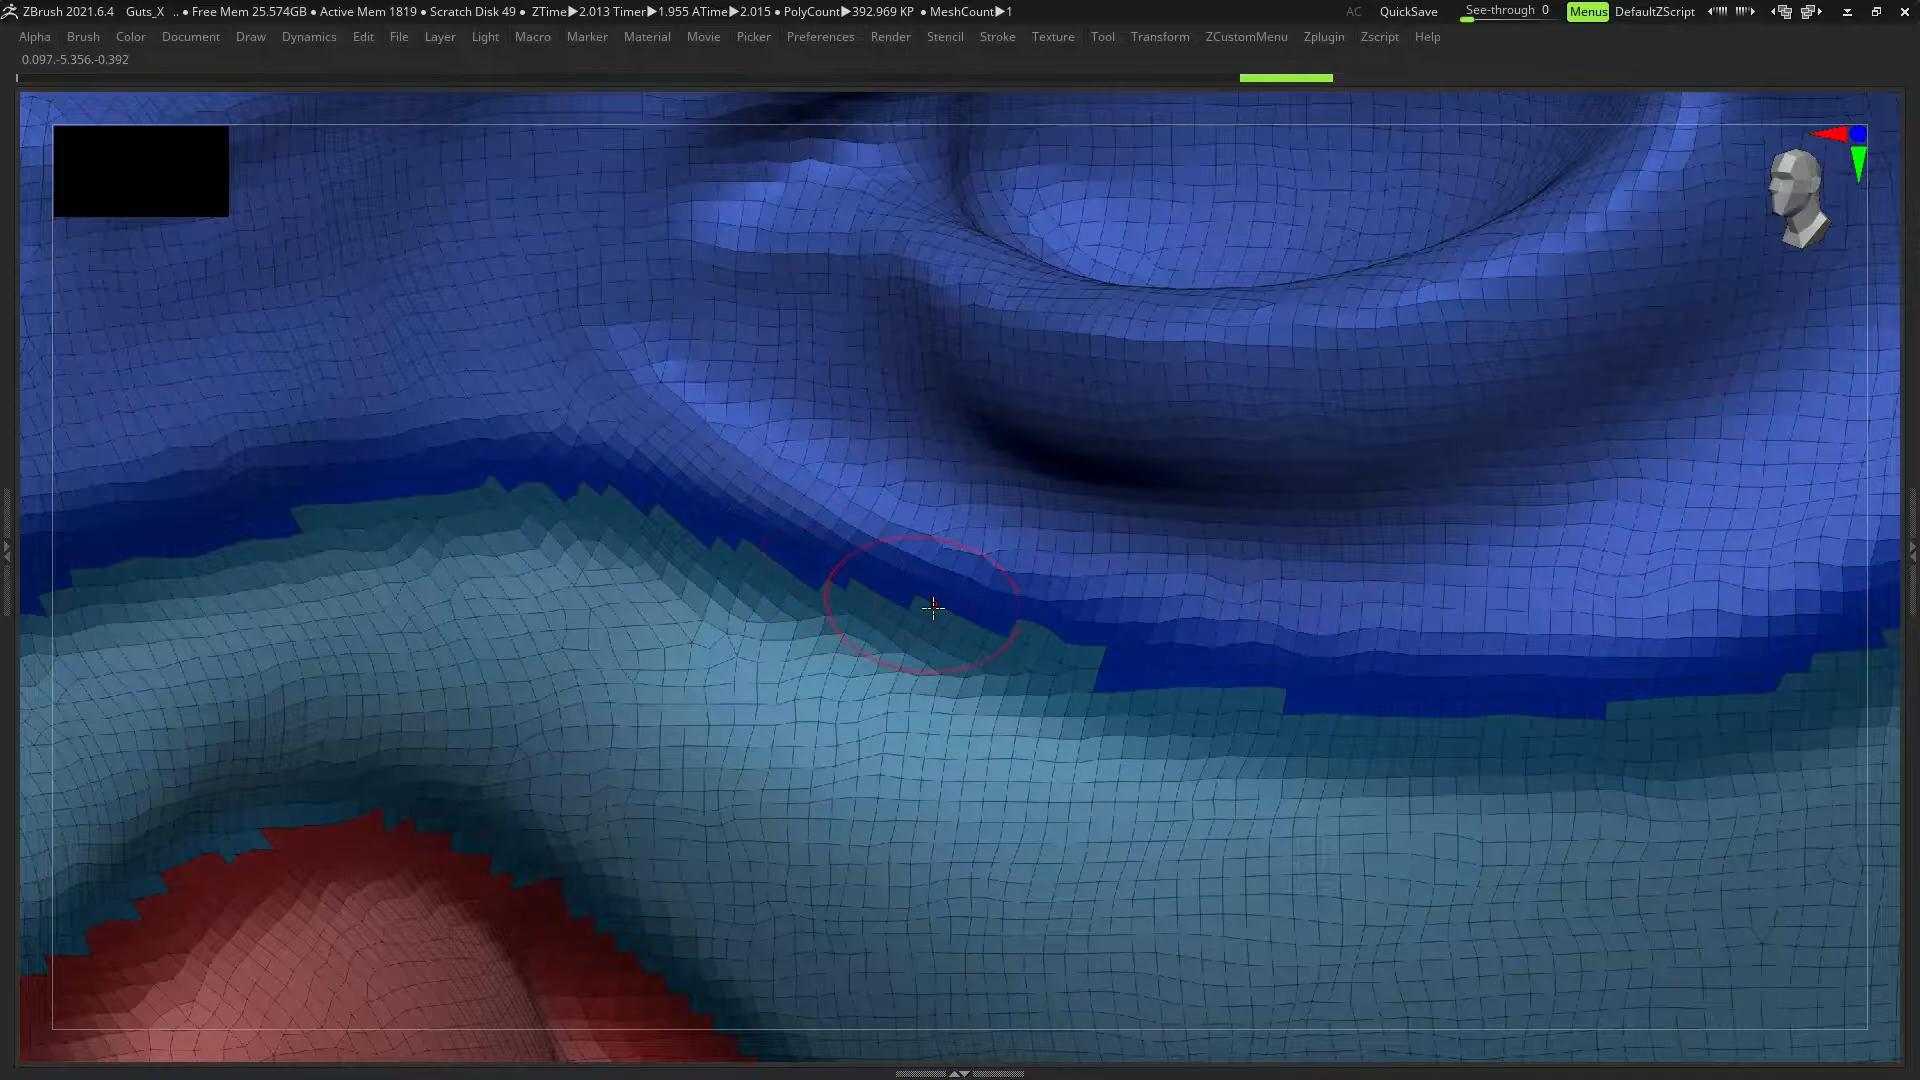 ZBrush 2021.6.4 Guts_X .. ● Free Mem 25.574GB ● Active Mem 1819 ● Scratch Disk 49 ● ZTime▶2.013 Timer▶1.955 ATime▶2.015 ● PolyCount▶392.969 KP ● MeshCount▶1 AC QuickSave See-through 0 Menus DefaultZScript
Alpha Brush Color Document Draw Dynamics Edit File Layer Light Macro Marker Material Movie Picker Preferences Render Stencil Stroke Texture Tool Transform ZCustomMenu Zplugin Zscript Help
0.097,-5.356,-0.392